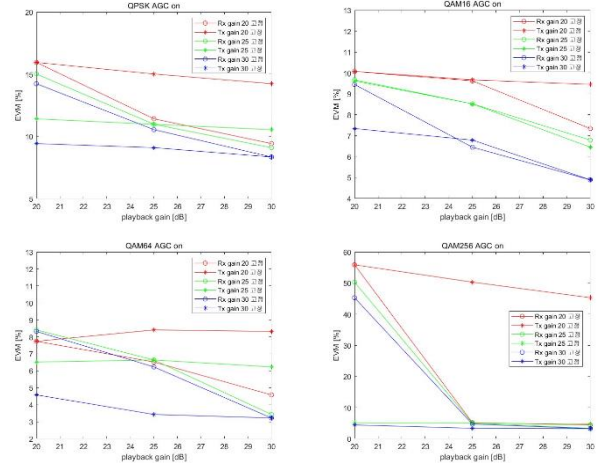 QPSK AGC on
EVM [%]
20
15
10
5
20 21 22 23 24 25 26 27 28 29 30
playback gain [dB]
Rx gain 20 고정
Tx gain 20 고정
Rx gain 25 고정
Tx gain 25 고정
Rx gain 30 고정
Tx gain 30 고정
QAM16 AGC on
EVM [%]
13
12
11
10
9
8
7
6
5
4
20 21 22 23 24 25 26 27 28 29 30
playback gain [dB]
Rx gain 20 고정
Tx gain 20 고정
Rx gain 25 고정
Tx gain 25 고정
Rx gain 30 고정
Tx gain 30 고정
QAM64 AGC on
EVM [%]
13
12
11
10
9
8
7
6
5
4
3
2
20 21 22 23 24 25 26 27 28 29 30
playback gain [dB]
Rx gain 20 고정
Tx gain 20 고정
Rx gain 25 고정
Tx gain 25 고정
Rx gain 30 고정
Tx gain 30 고정
QAM256 AGC on
EVM [%]
60
50
40
30
20
10
0
20 21 22 23 24 25 26 27 28 29 30
playback gain [dB]
Rx gain 20 고정
Tx gain 20 고정
Rx gain 25 고정
Tx gain 25 고정
Rx gain 30 고정
Tx gain 30 고정